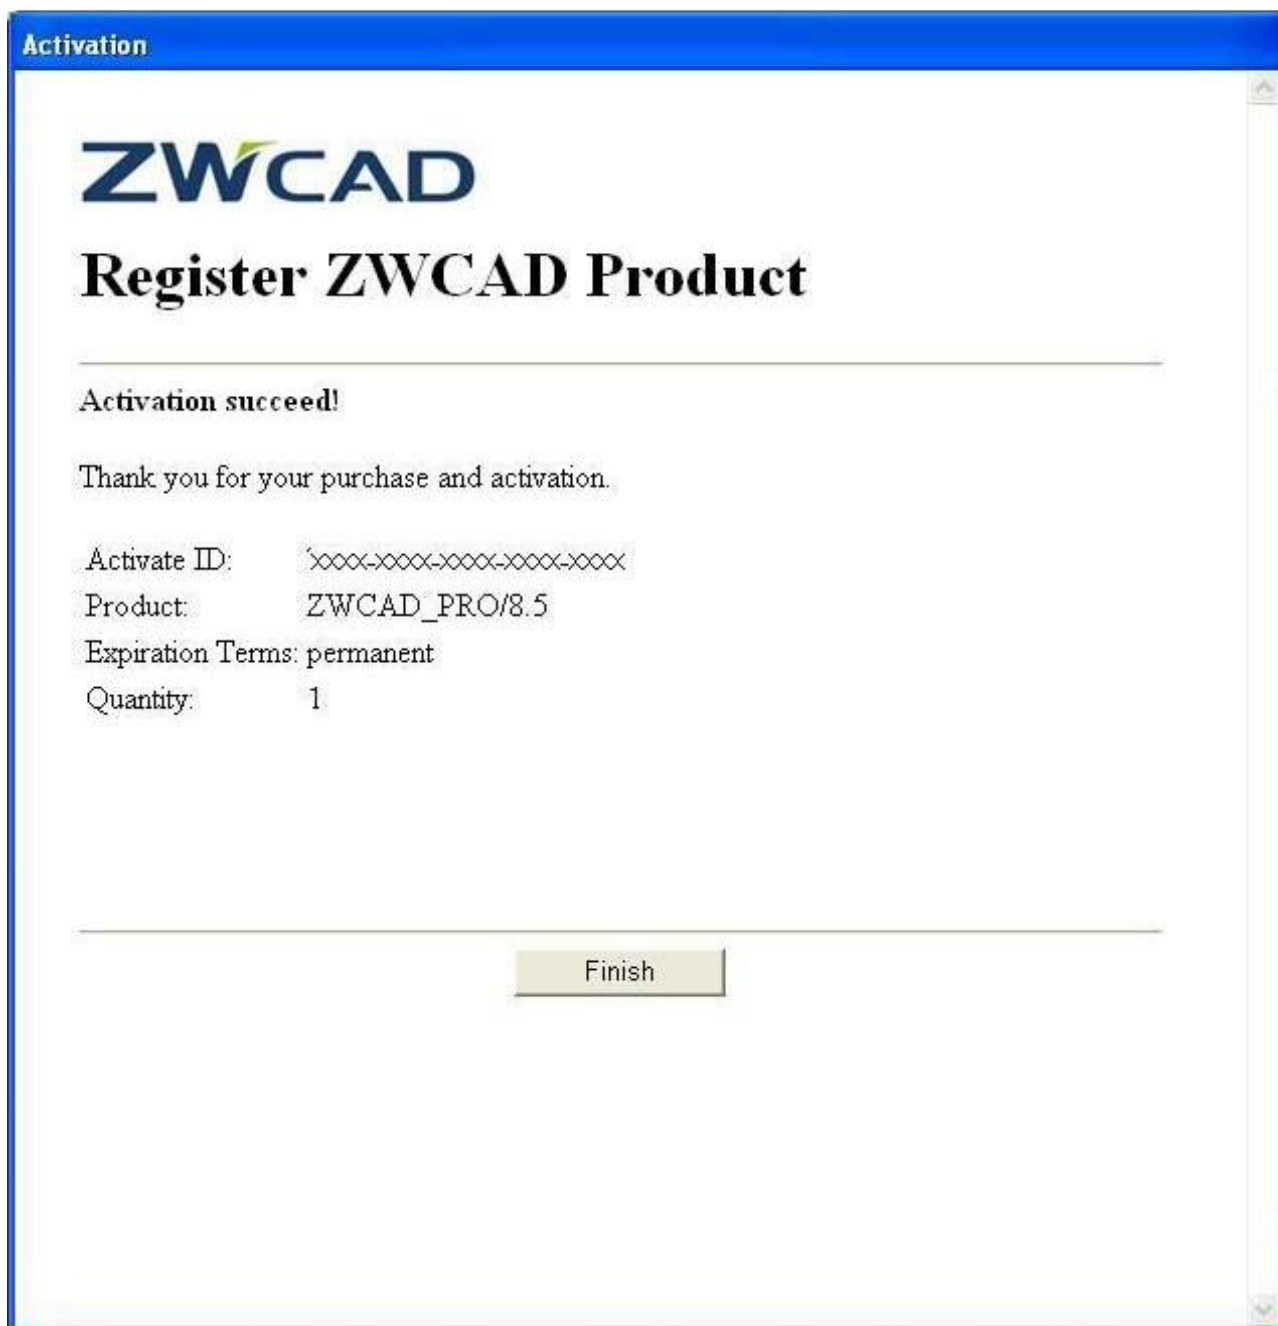 Activation
ZWCAD
Register ZWCAD Product
Activation succeed!
Thank you for your purchase and activation.
Activate ID: xxxx-xxxx-xxxx-xxxx-xxxx
Product: ZWCAD_PRO/8.5
Expiration Terms: permanent
Quantity: 1
Finish